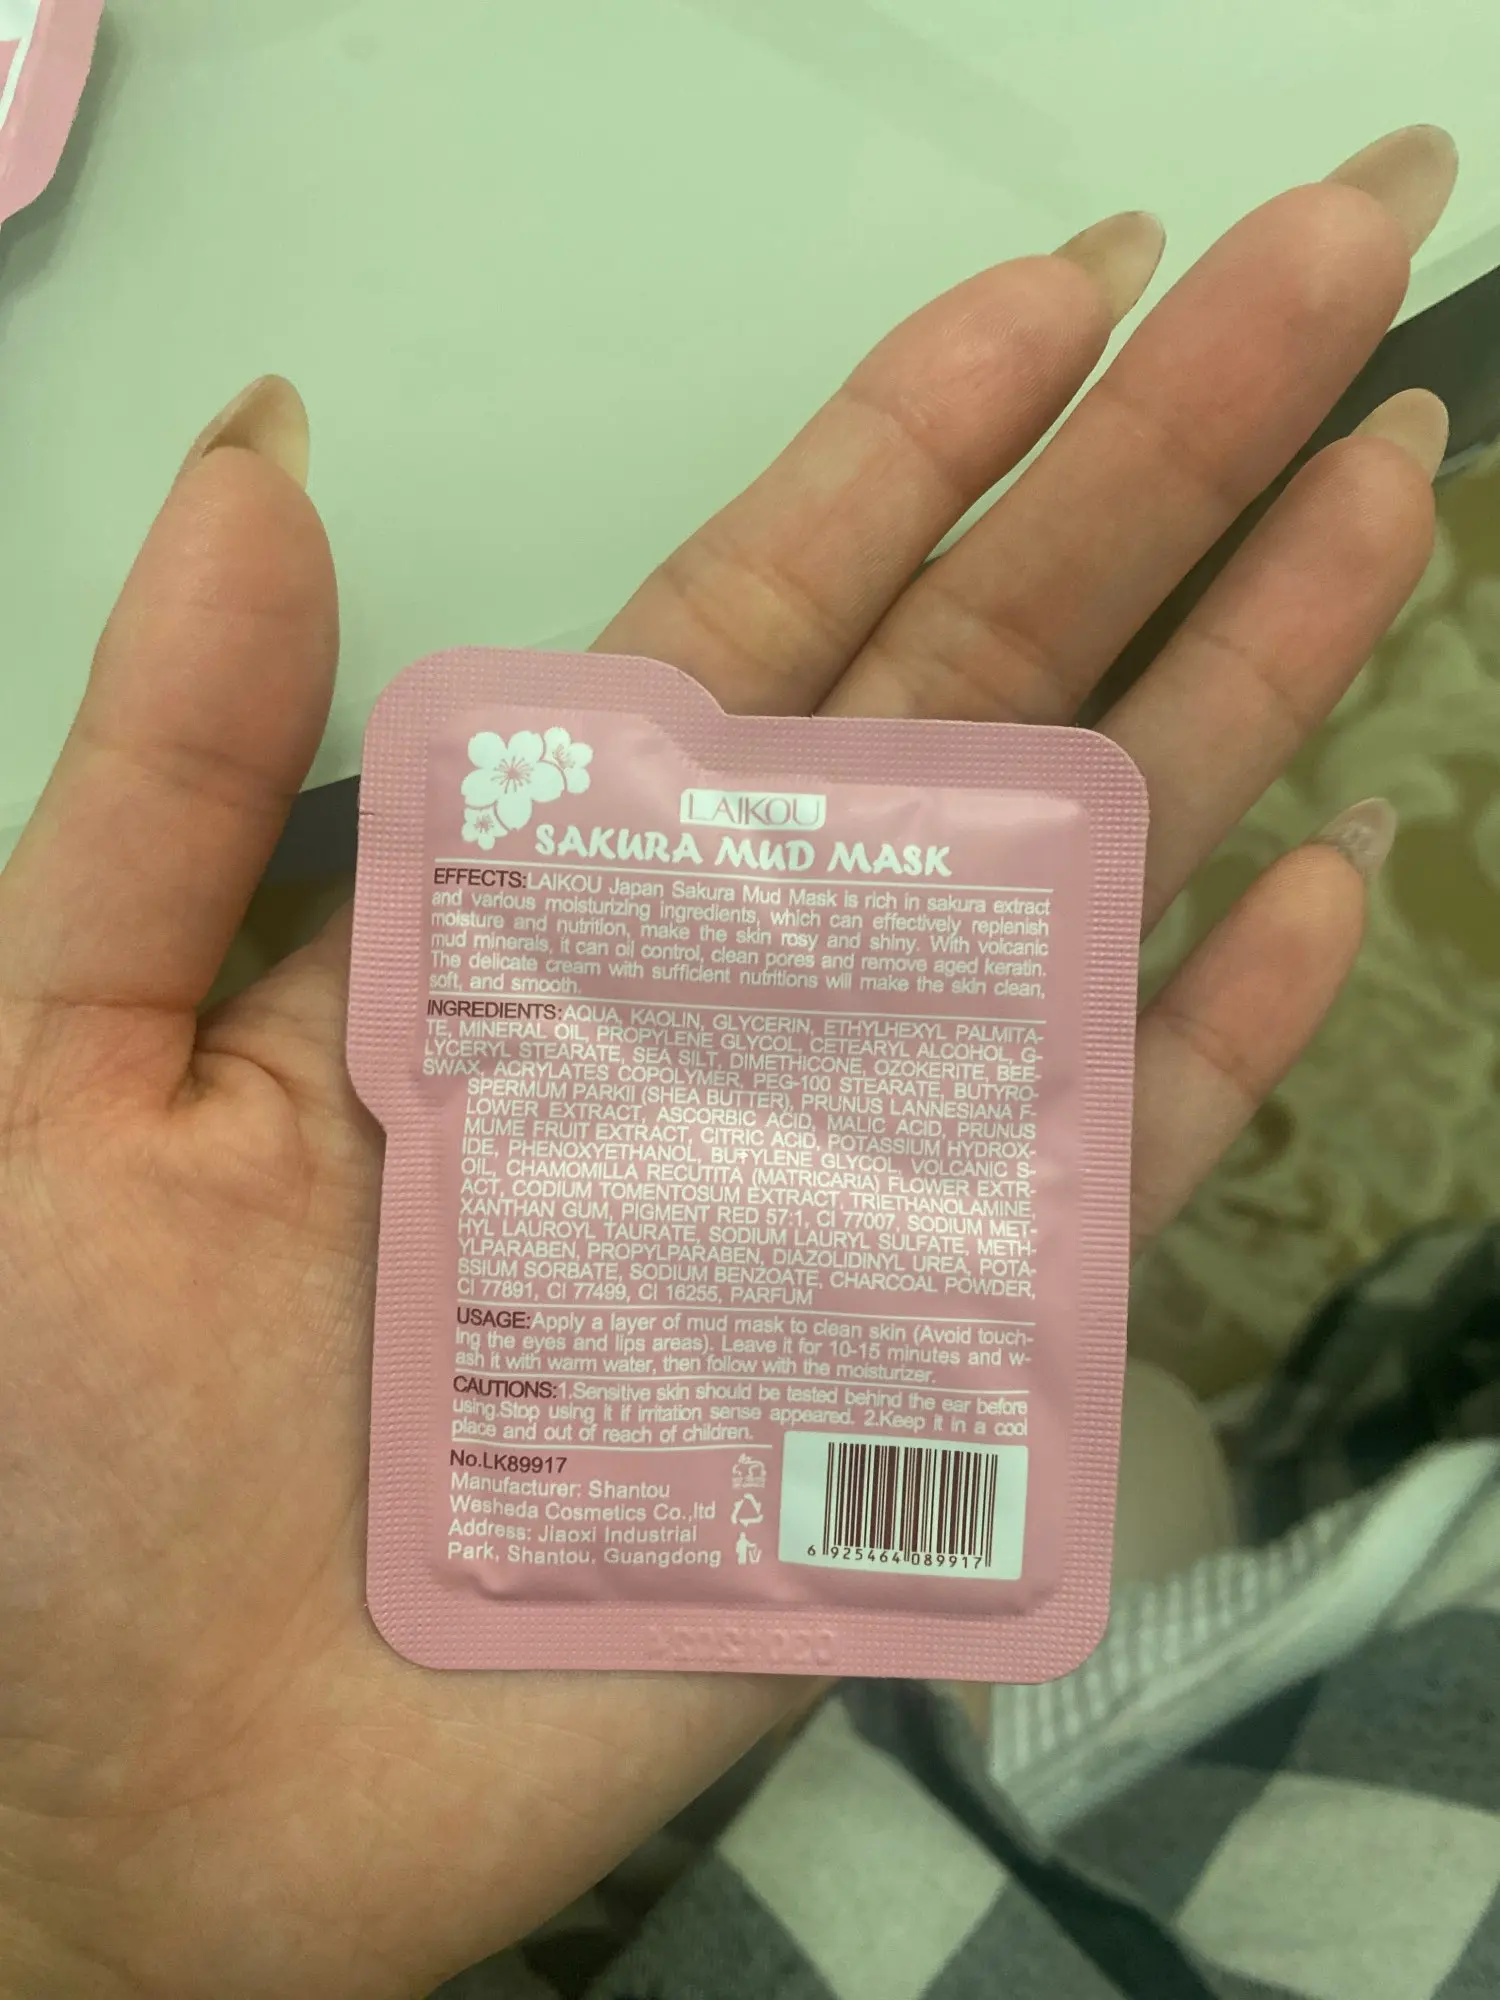 LAIKOU
SAKURA MUD MASK
EFFECTS:LAIKOU Japan Sakura Mud Mask is rich in sakura extract
and various moisturizing ingredients, which can effectively replenish
moisture and nutrition, make the skin rosy and shiny. With volcanic
mud minerals, it can oil control, clean pores and remove aged keratin.
The delicate cream with sufficient nutritions will make the skin clean,
soft, and smooth.
INGREDIENTS:AQUA, KAOLIN, GLYCERIN, ETHYLHEXYL PALMITA-
TE, MINERAL OIL, PROPYLENE GLYCOL, CETEARYL ALCOHOL, G-
LYCERYL STEARATE, SEA SILT, DIMETHICONE, OZOKERITE, BEE-
SWAX, ACRYLATES COPOLYMER, PEG-100 STEARATE, BUTYRO-
SPERMUM PARKII (SHEA BUTTER), PRUNUS LANNESIANA F-
LOWER EXTRACT, ASCORBIC ACID, MALIC ACID, PRUNUS
MUME FRUIT EXTRACT, CITRIC ACID, POTASSIUM HYDROX-
IDE, PHENOXYETHANOL, BUTYLENE GLYCOL, VOLCANIC S-
OIL, CHAMOMILLA RECUTITA (MATRICARIA) FLOWER EXTR-
ACT, CODIUM TOMENTOSUM EXTRACT, TRIETHANOLAMINE,
XANTHAN GUM, PIGMENT RED 57:1, CI 77007, SODIUM MET-
HYL LAUROYL TAURATE, SODIUM LAURYL SULFATE, METH-
YLPARABEN, PROPYLPARABEN, DIAZOLIDINYL UREA, POTA-
SSIUM SORBATE, SODIUM BENZOATE, CHARCOAL POWDER,
CI 77891, CI 77499, CI 16255, PARFUM
USAGE:Apply a layer of mud mask to clean skin (Avoid touch-
ing the eyes and lips areas). Leave it for 10-15 minutes and w-
ash it with warm water, then follow with the moisturizer.
CAUTIONS:1.Sensitive skin should be tested behind the ear before
using.Stop using it if irritation sense appeared. 2.Keep it in a cool
place and out of reach of children.
No.LK89917
Manufacturer: Shantou
Wesheda Cosmetics Co.,ltd
Address: Jiaoxi Industrial
Park, Shantou, Guangdong
6 925464 089917